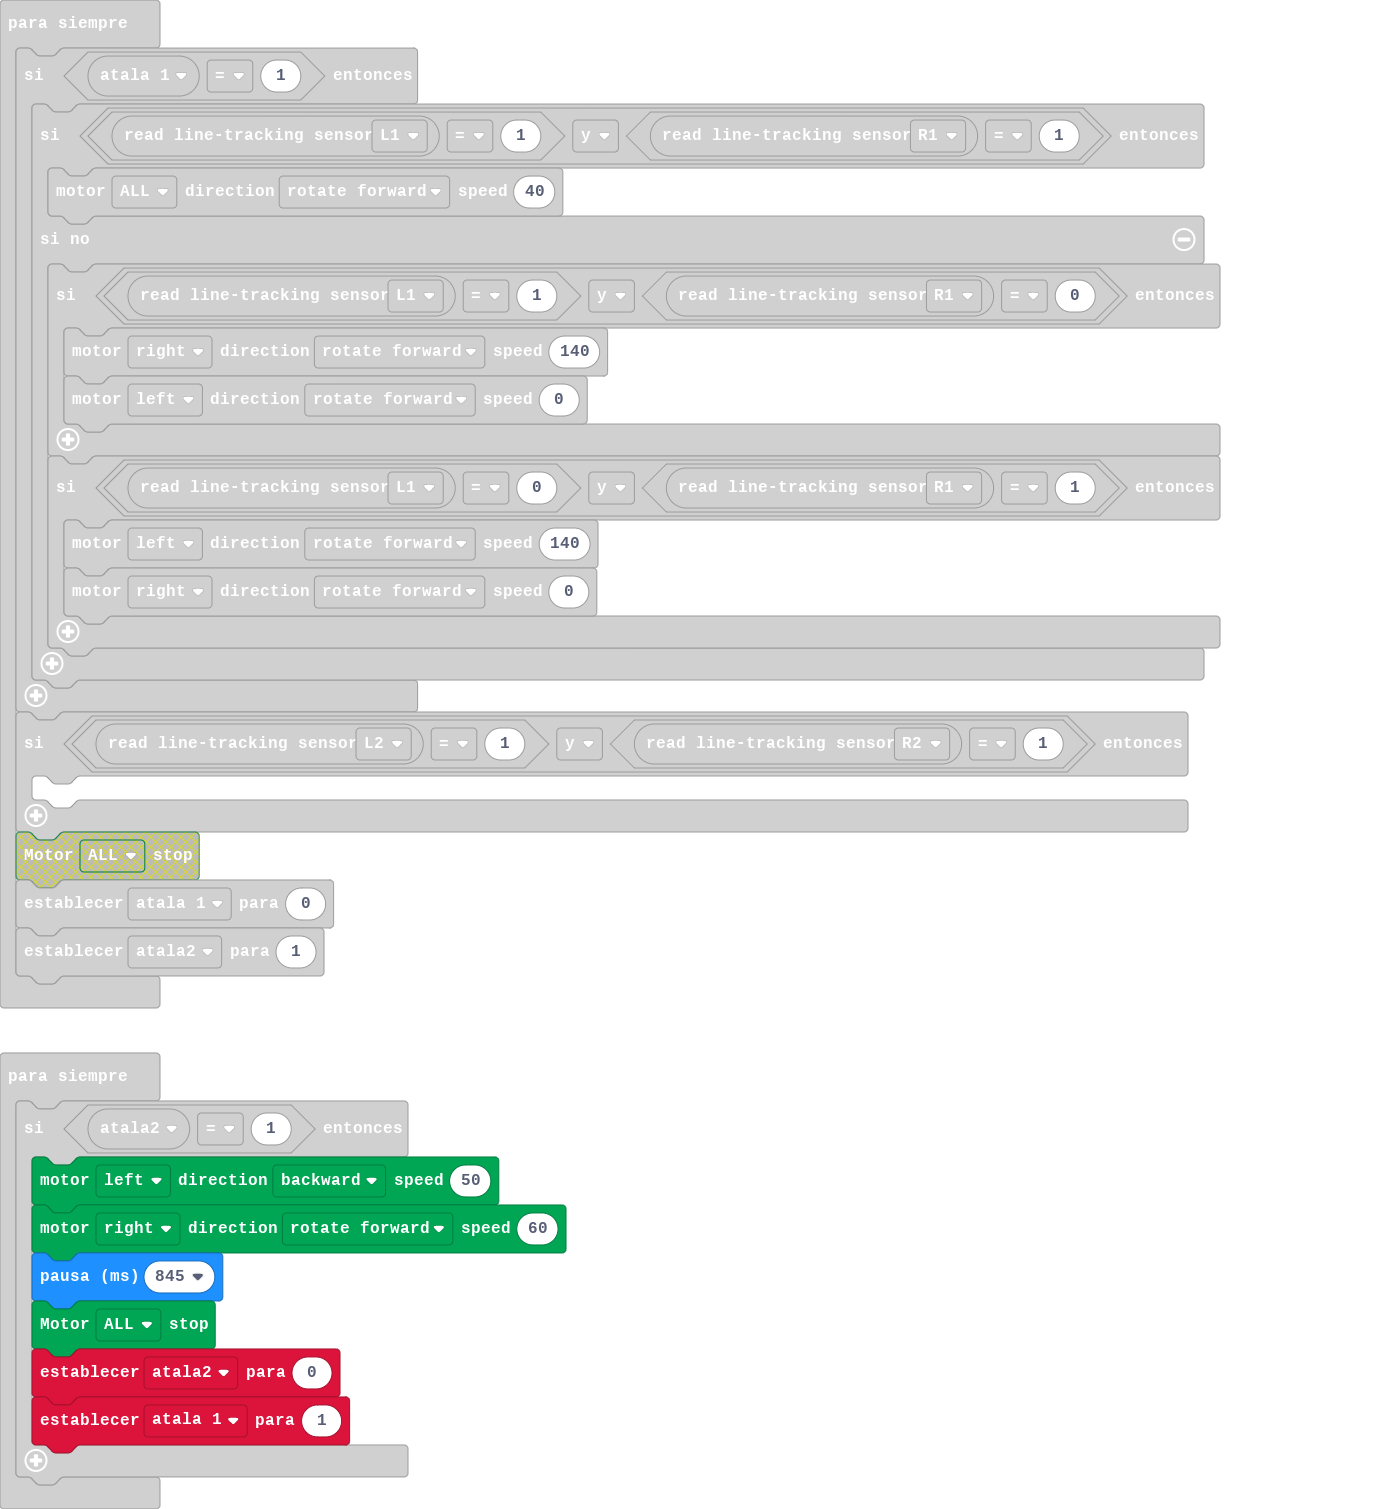 para siempre
si atala 1 = 1 entonces
si read line-tracking sensor L1 = 1 y read line-tracking sensor R1 = 1 entonces
motor ALL direction rotate forward speed 40
si no
si read line-tracking sensor L1 = 1 y read line-tracking sensor R1 = 0 entonces
motor right direction rotate forward speed 140
motor left direction rotate forward speed 0
si read line-tracking sensor L1 = 0 y read line-tracking sensor R1 = 1 entonces
motor left direction rotate forward speed 140
motor right direction rotate forward speed 0
si read line-tracking sensor L2 = 1 y read line-tracking sensor R2 = 1 entonces
Motor ALL stop
establecer atala 1 para 0
establecer atala2 para 1
para siempre
si atala2 = 1 entonces
motor left direction backward speed 50
motor right direction rotate forward speed 60
pausa (ms) 845
Motor ALL stop
establecer atala2 para 0
establecer atala 1 para 1